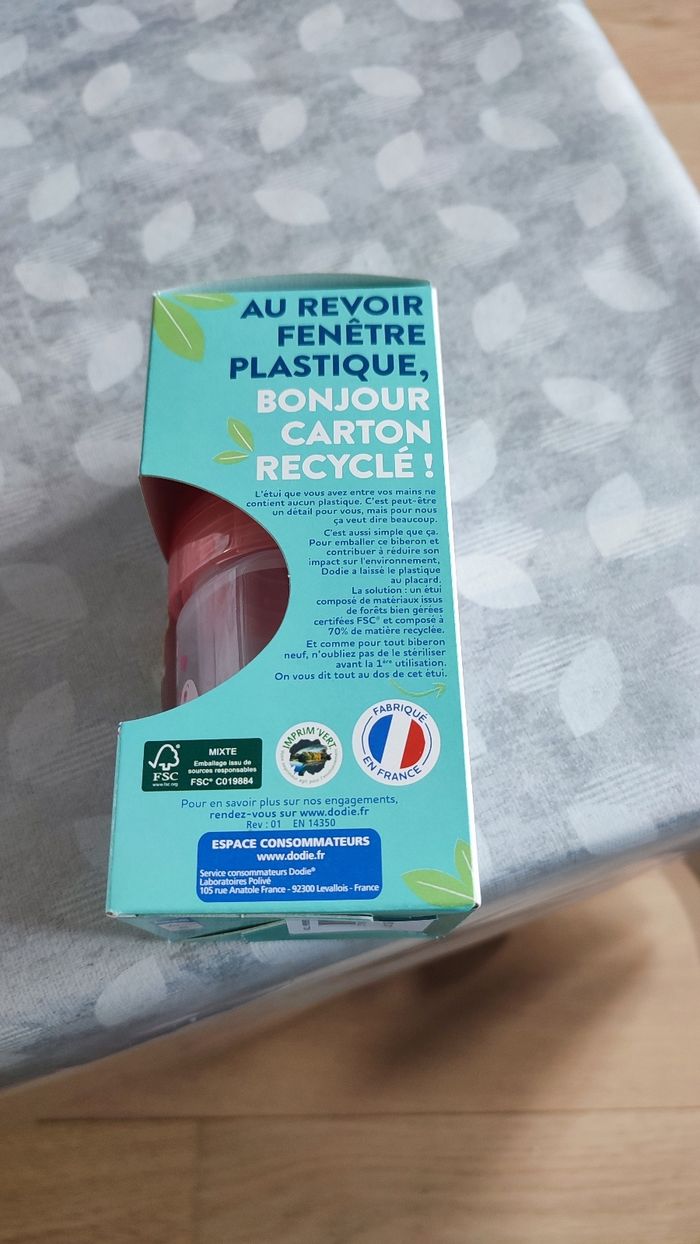 AU REVOIR
FENÊTRE
PLASTIQUE,
BONJOUR
CARTON
RECYCLÉ !
L'étui que vous avez entre vos mains ne
contient aucun plastique. C'est peut-être
un détail pour vous, mais pour nous
ça veut dire beaucoup.
C'est aussi simple que ça.
Pour emballer ce biberon et
contribuer à réduire son
impact sur l'environnement,
Dodie a laissé le plastique
au placard.
La solution : un étui
composé de matériaux issus
de forêts bien gérées
certifiées FSC® et composé à
70% de matière recyclée.
Et comme pour tout biberon
neuf, n'oubliez pas de le stériliser
avant la 1ère utilisation.
On vous dit tout au dos de cet étui.
FSC
www.fsc.org
MIXTE
Emballage issu de
sources responsables
FSC® C019884
IMPRIM'VERT
FABRIQUÉ
EN FRANCE
Pour en savoir plus sur nos engagements,
rendez-vous sur www.dodie.fr
Rev : 01 EN 14350
ESPACE CONSOMMATEURS
www.dodie.fr
Service consommateurs Dodie®
Laboratoires Polivé
105 rue Anatole France - 92300 Levallois - France